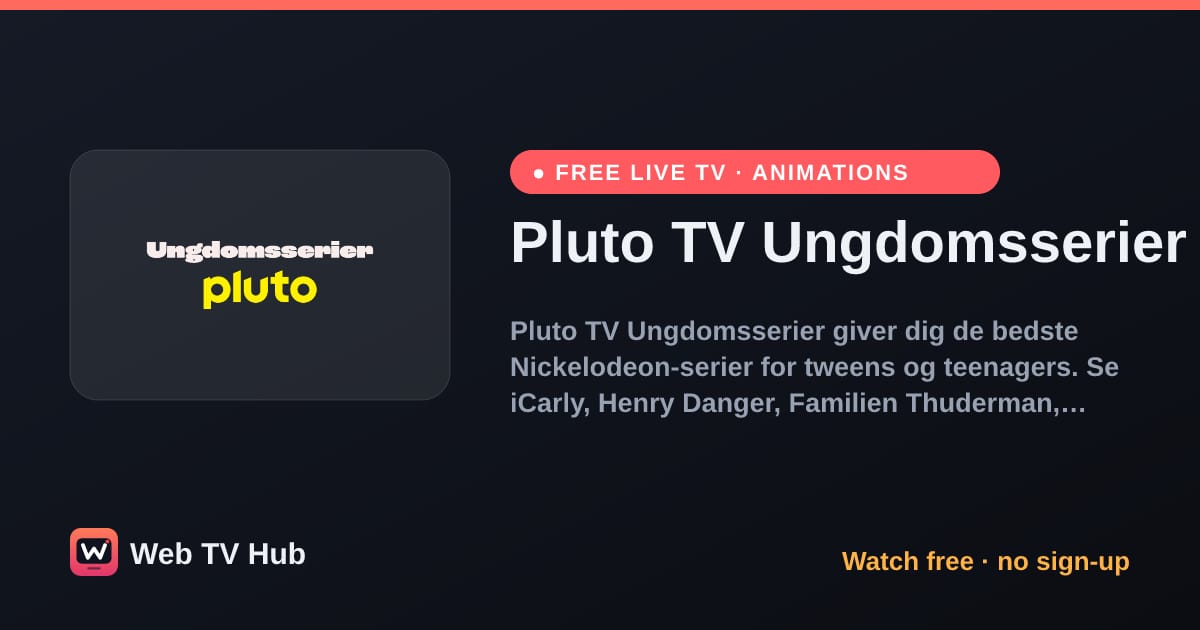 Ungdomsserier
pluto
• FREE LIVE TV · ANIMATIONS
Pluto TV Ungdomsserier
Pluto TV Ungdomsserier giver dig de bedste
Nickelodeon-serier for tweens og teenagers. Se
iCarly, Henry Danger, Familien Thuderman,…
W
Web TV Hub
Watch free · no sign-up